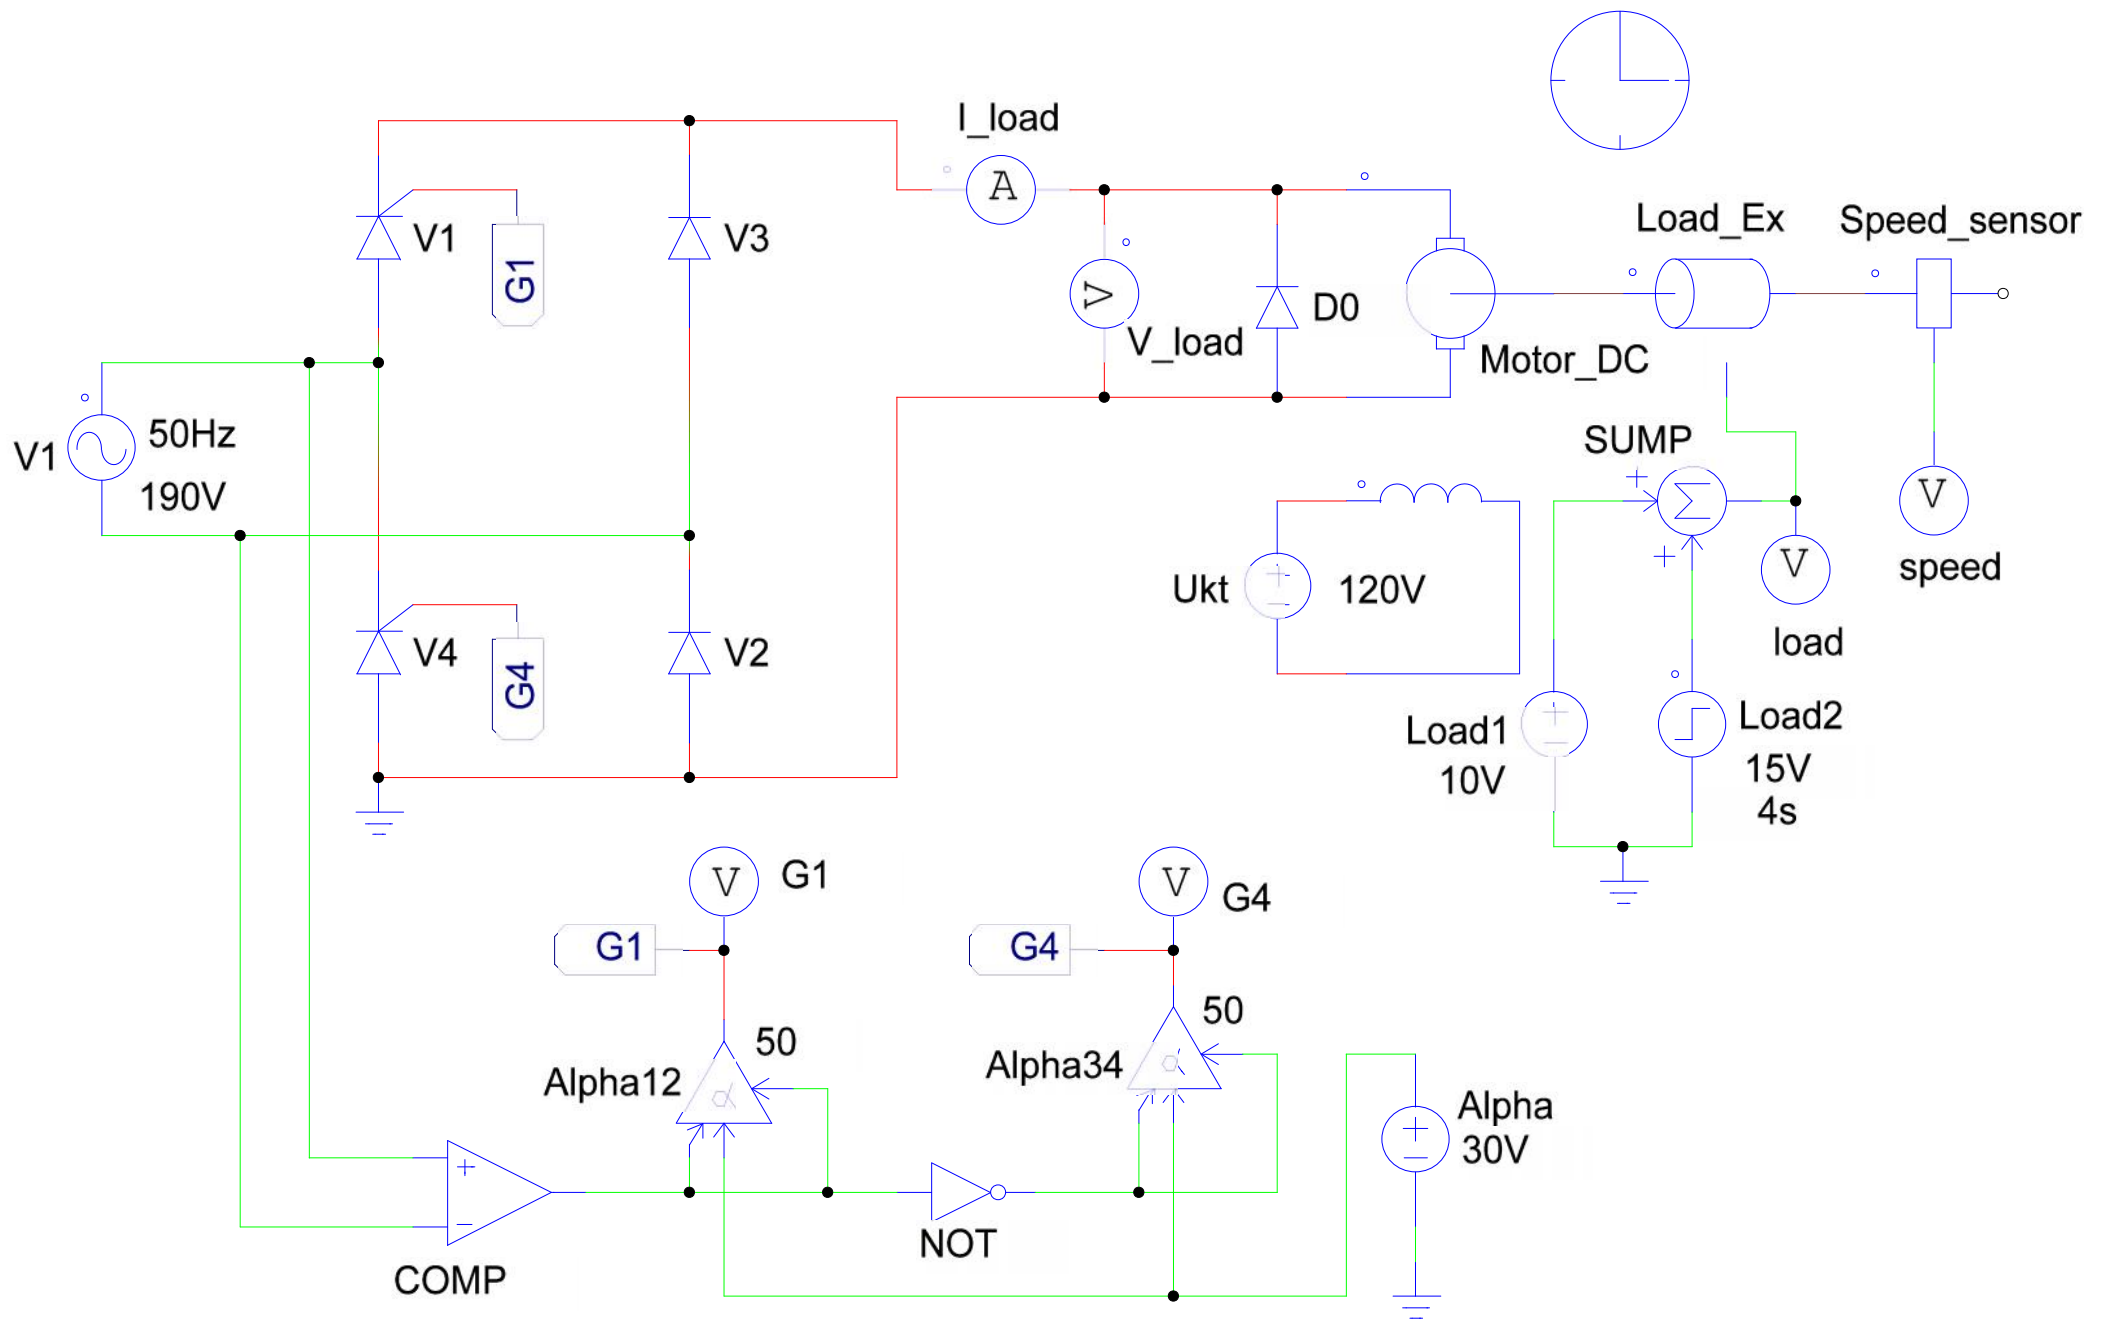 I_load
A
V1
G1
V3
Load_Ex
Speed_sensor
V
D0
V_load
Motor_DC
V1
50Hz
190V
SUMP
+
Σ
+
V
speed
V
load
Ukt
+
120V
V4
G4
V2
Load1
10V
+
Load2
15V
4s
V
G1
G1
V
G4
G4
50
Alpha12
α
50
Alpha34
α
Alpha
30V
+
+
−
COMP
NOT